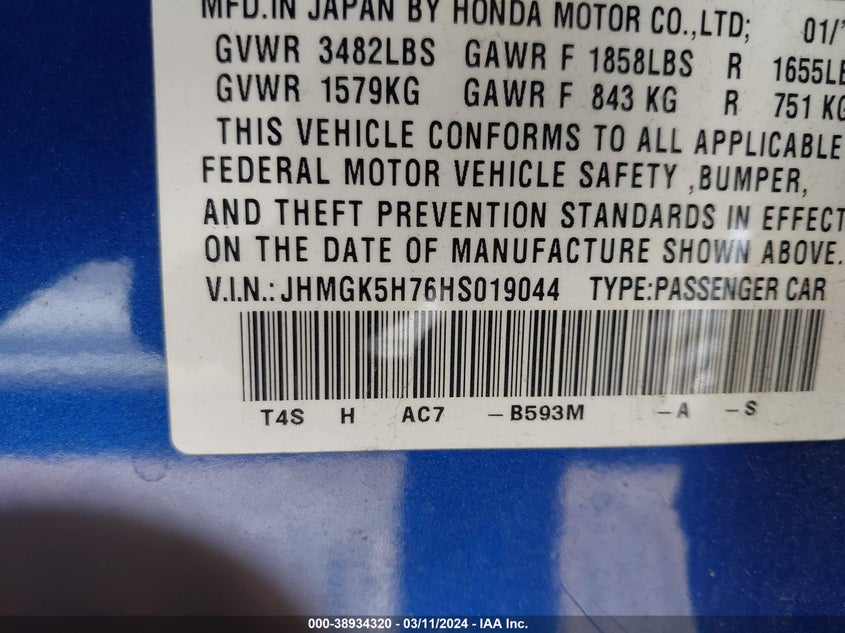 MFD.IN JAPAN BY HONDA MOTOR CO.,LTD; 01/
GVWR 3482LBS GAWR F 1858LBS R 1655LB
GVWR 1579KG GAWR F 843 KG R 751 KG
THIS VEHICLE CONFORMS TO ALL APPLICABLE
FEDERAL MOTOR VEHICLE SAFETY ,BUMPER,
AND THEFT PREVENTION STANDARDS IN EFFECT
ON THE DATE OF MANUFACTURE SHOWN ABOVE.
V.I.N.: JHMGK5H76HS019044 TYPE:PASSENGER CAR
T4S H AC7 -B593M -A -S
000-38934320 - 03/11/2024 - IAA Inc.